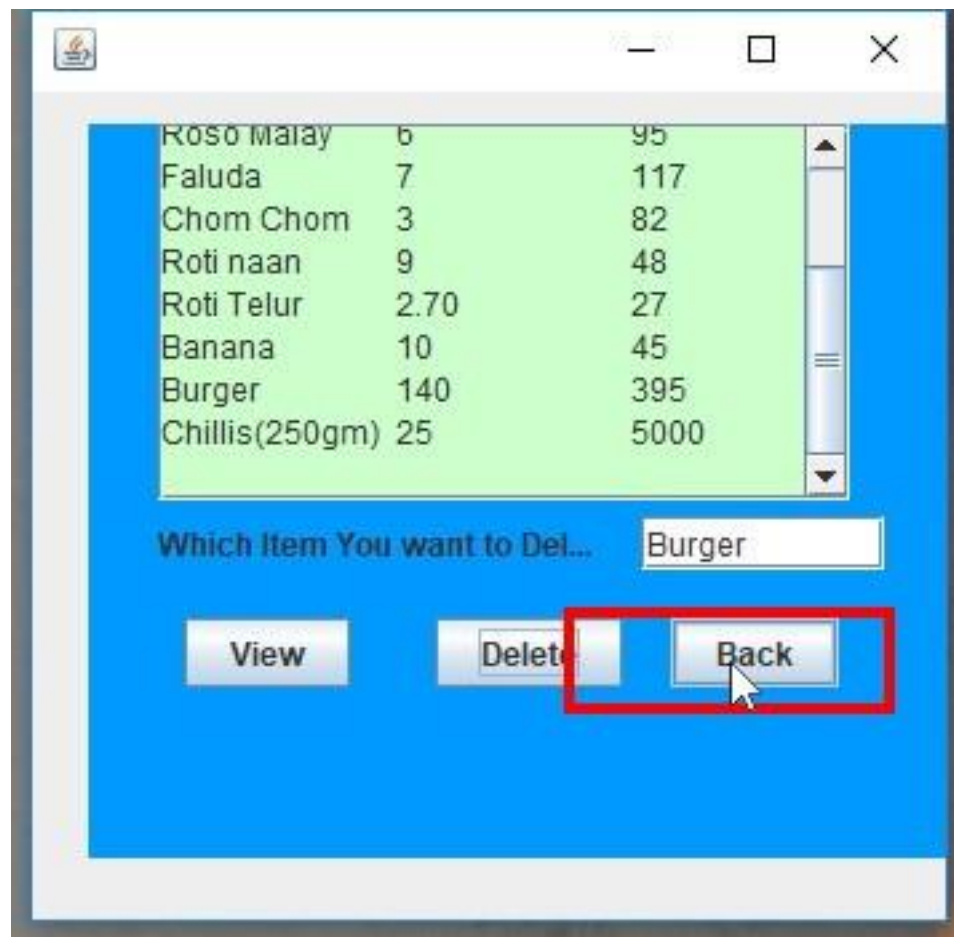 Roso Malay 6 95
Faluda 7 117
Chom Chom 3 82
Roti naan 9 48
Roti Telur 2.70 27
Banana 10 45
Burger 140 395
Chillis(250gm) 25 5000
Which Item You want to Del... Burger
View Delete Back